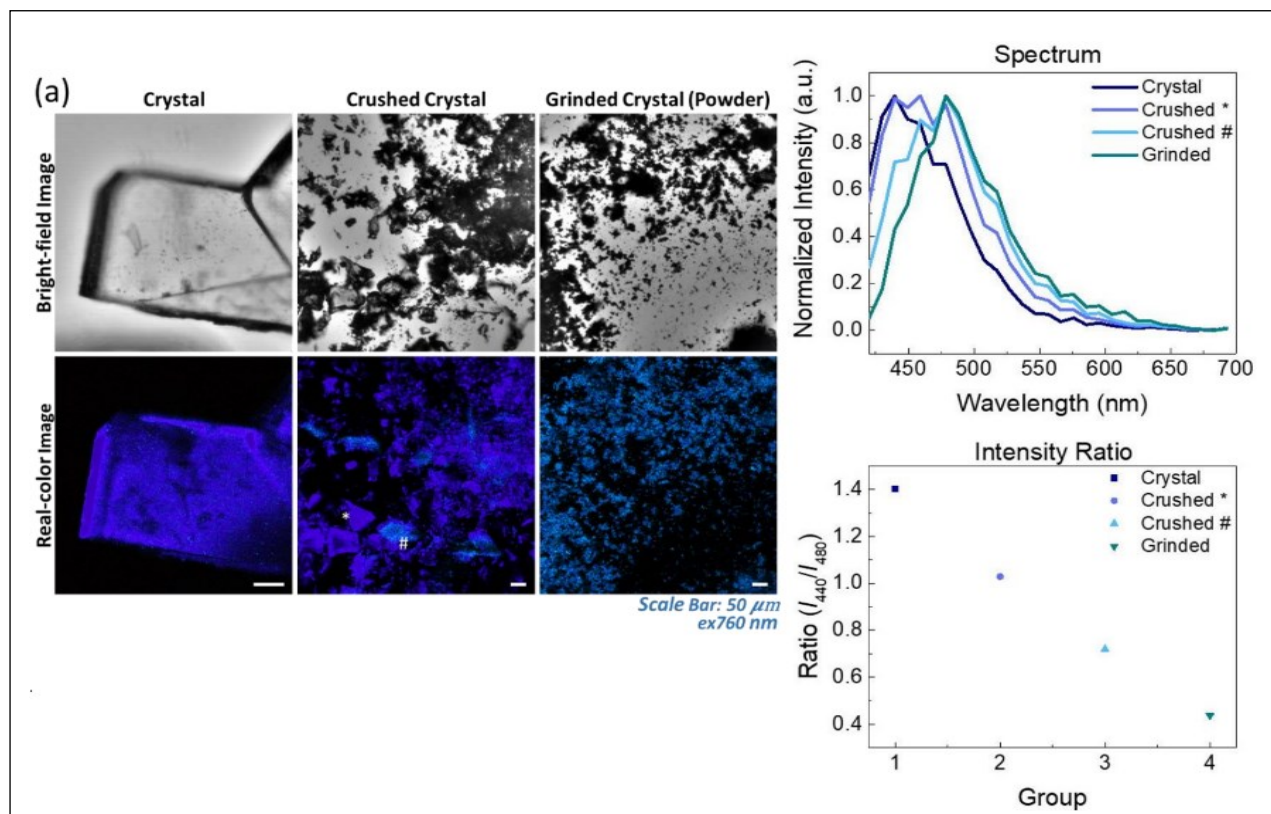 (a)
Crystal
Crushed Crystal
Grinded Crystal (Powder)
Bright-field Image
Real-color Image
*
#
Scale Bar: 50 μm
ex760 nm
Spectrum
Normalized Intensity (a.u.)
1.0
0.8
0.6
0.4
0.2
0.0
Crystal
Crushed *
Crushed #
Grinded
450 500 550 600 650 700
Wavelength (nm)
Intensity Ratio
Ratio (I440/I480)
1.4
1.2
1.0
0.8
0.6
0.4
Crystal
Crushed *
Crushed #
Grinded
1 2 3 4
Group